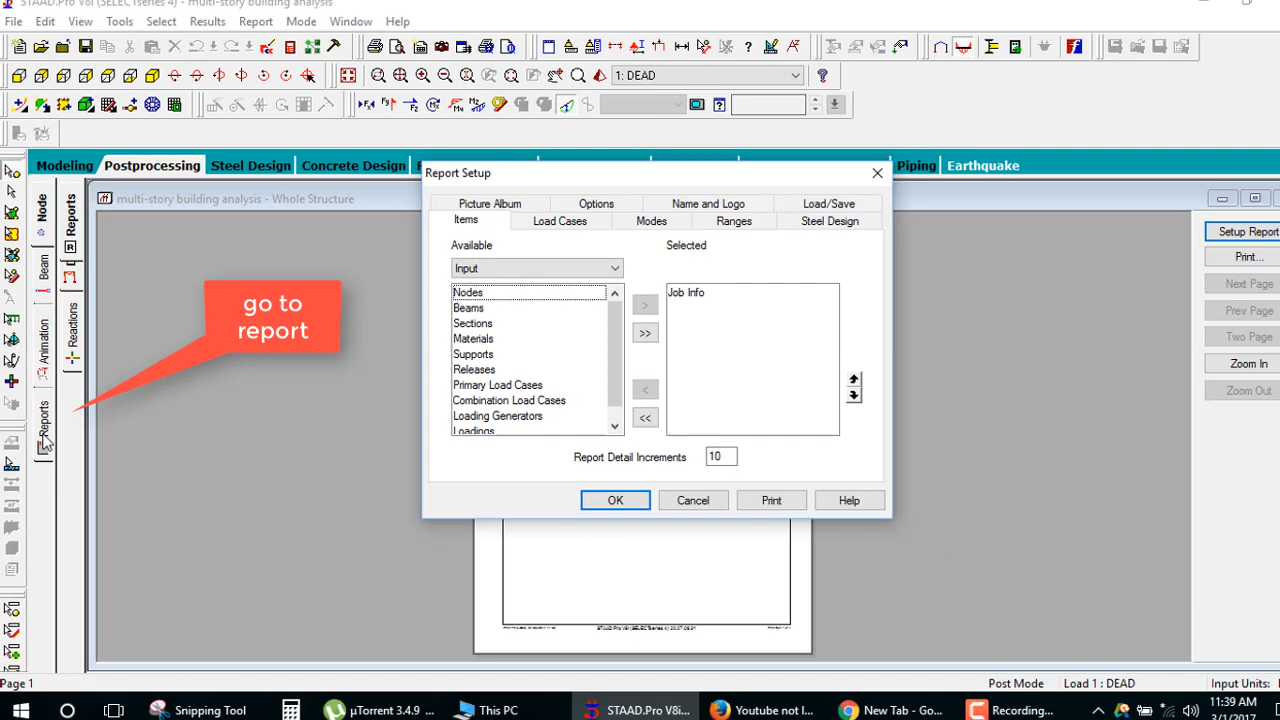 STAAD.Pro V8i (SELECTseries 4) - multi-story building analysis
File Edit View Tools Select Results Report Mode Window Help
1: DEAD
Modeling Postprocessing Steel Design Concrete Design Piping Earthquake
multi-story building analysis - Whole Structure
Node
Beam
Animation
Reports
Reports
Reactions
go to
report
Report Setup
Picture Album Options Name and Logo Load/Save
Items Load Cases Modes Ranges Steel Design
Available
Selected
Input
Nodes
Beams
Sections
Materials
Supports
Releases
Primary Load Cases
Combination Load Cases
Loading Generators
Loadings
Job Info
>
>>
<
<<
Report Detail Increments 10
OK Cancel Print Help
Setup Report
Print...
Next Page
Prev Page
Two Page
Zoom In
Zoom Out
Page 1
Post Mode Load 1 : DEAD Input Units:
Snipping Tool µTorrent 3.4.9 ... This PC STAAD.Pro V8i... Youtube not l... New Tab - Go... Recording...
11:39 AM
2/1/2017